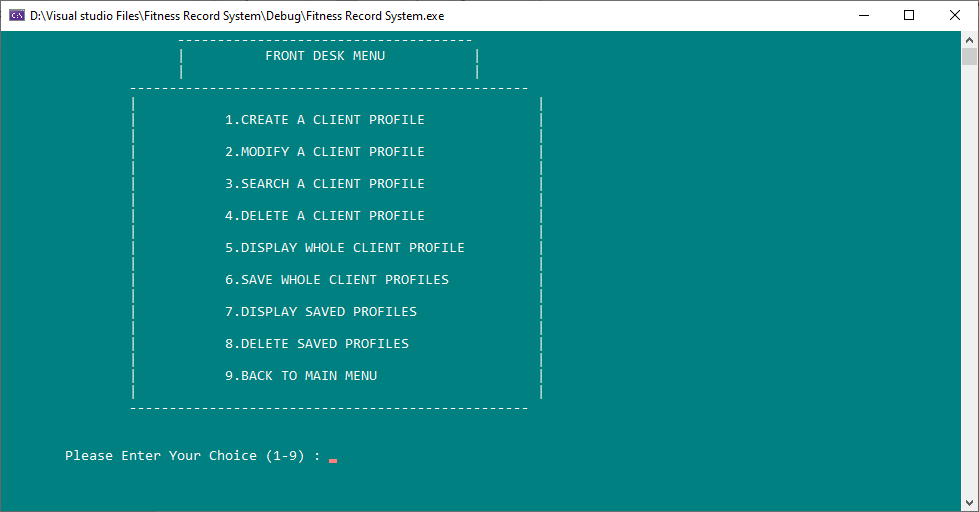 D:\Visual studio Files\Fitness Record System\Debug\Fitness Record System.exe
FRONT DESK MENU
1.CREATE A CLIENT PROFILE
2.MODIFY A CLIENT PROFILE
3.SEARCH A CLIENT PROFILE
4.DELETE A CLIENT PROFILE
5.DISPLAY WHOLE CLIENT PROFILE
6.SAVE WHOLE CLIENT PROFILES
7.DISPLAY SAVED PROFILES
8.DELETE SAVED PROFILES
9.BACK TO MAIN MENU
Please Enter Your Choice (1-9) :